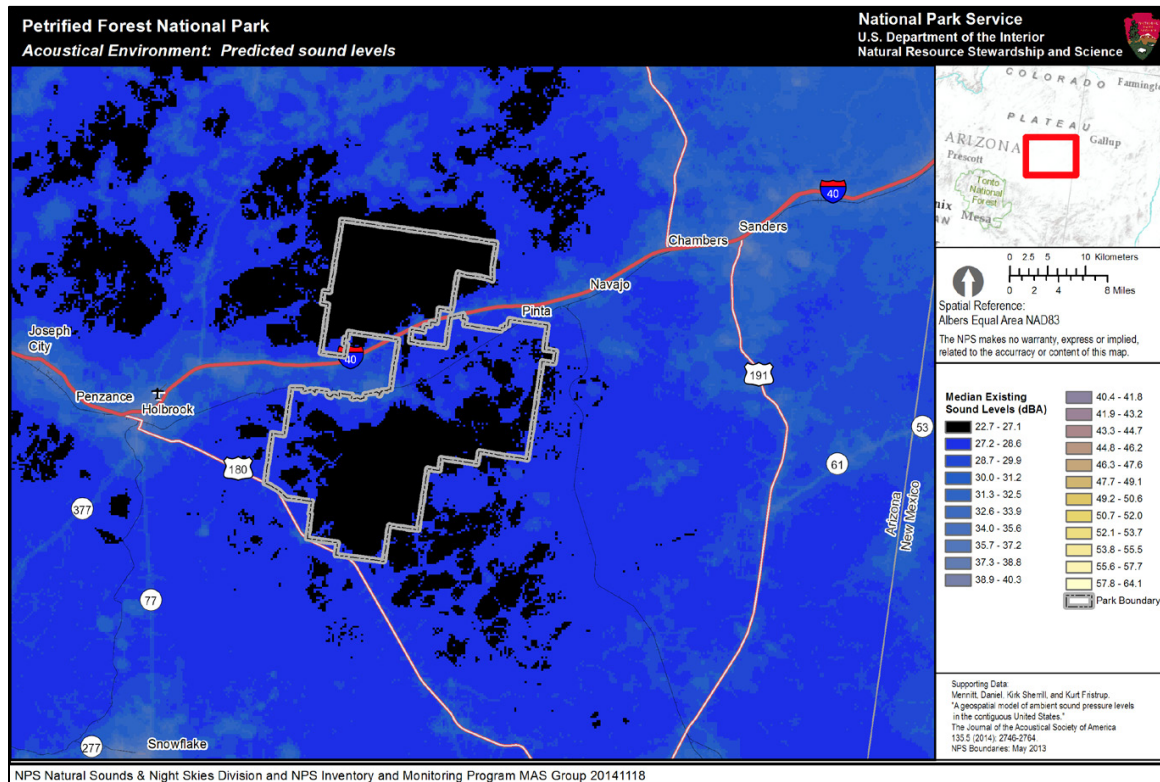 Petrified Forest National Park
Acoustical Environment: Predicted sound levels
National Park Service
U.S. Department of the Interior
Natural Resource Stewardship and Science
COLORADO
Farmington
PLATEAU
ARIZONA
Gallup
Prescott
Tonto
National
Forest
nix
Mesa
AN
0 2.5 5 10 Kilometers
0 2 4 8 Miles
Spatial Reference:
Albers Equal Area NAD83
The NPS makes no warranty, express or implied,
related to the accurracy or content of this map.
Median Existing
Sound Levels (dBA)
22.7 - 27.1
27.2 - 28.6
28.7 - 29.9
30.0 - 31.2
31.3 - 32.5
32.6 - 33.9
34.0 - 35.6
35.7 - 37.2
37.3 - 38.8
38.9 - 40.3
40.4 - 41.8
41.9 - 43.2
43.3 - 44.7
44.8 - 46.2
46.3 - 47.6
47.7 - 49.1
49.2 - 50.6
50.7 - 52.0
52.1 - 53.7
53.8 - 55.5
55.6 - 57.7
57.8 - 64.1
Park Boundary
Supporting Data:
Mennitt, Daniel, Kirk Sherrill, and Kurt Fristrup.
"A geospatial model of ambient sound pressure levels
in the contiguous United States."
The Journal of the Acoustical Society of America
135.5 (2014): 2746-2764.
NPS Boundaries: May 2013
40
Sanders
Chambers
Navajo
Pinta
Joseph
City
40
Penzance
Holbrook
191
180
53
61
377
Arizona
New Mexico
77
277
Snowflake
NPS Natural Sounds & Night Skies Division and NPS Inventory and Monitoring Program MAS Group 20141118